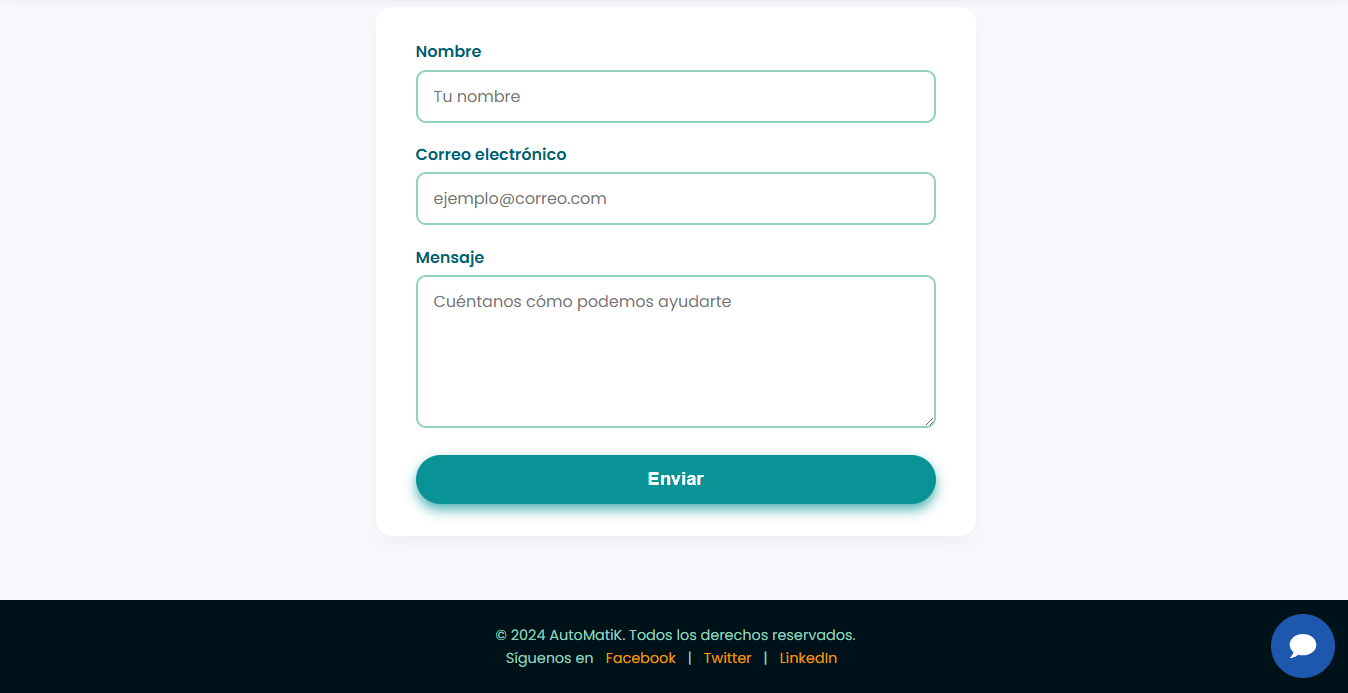 Nombre
Tu nombre
Correo electrónico
ejemplo@correo.com
Mensaje
Cuéntanos cómo podemos ayudarte
Enviar
© 2024 AutoMatiK. Todos los derechos reservados.
Síguenos en Facebook | Twitter | LinkedIn